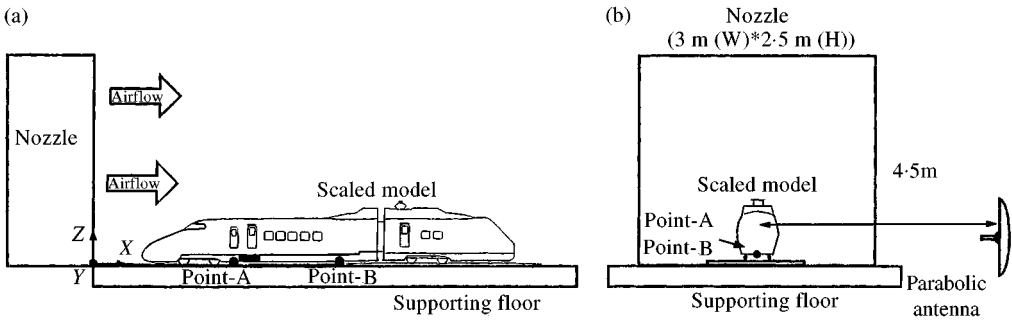 (a)
Nozzle
Airflow
Airflow
Scaled model
Z
X
Y
Point-A
Point-B
Supporting floor
(b)
Nozzle
(3 m (W)*2·5 m (H))
4·5m
Scaled model
Point-A
Point-B
Supporting floor
Parabolic
antenna